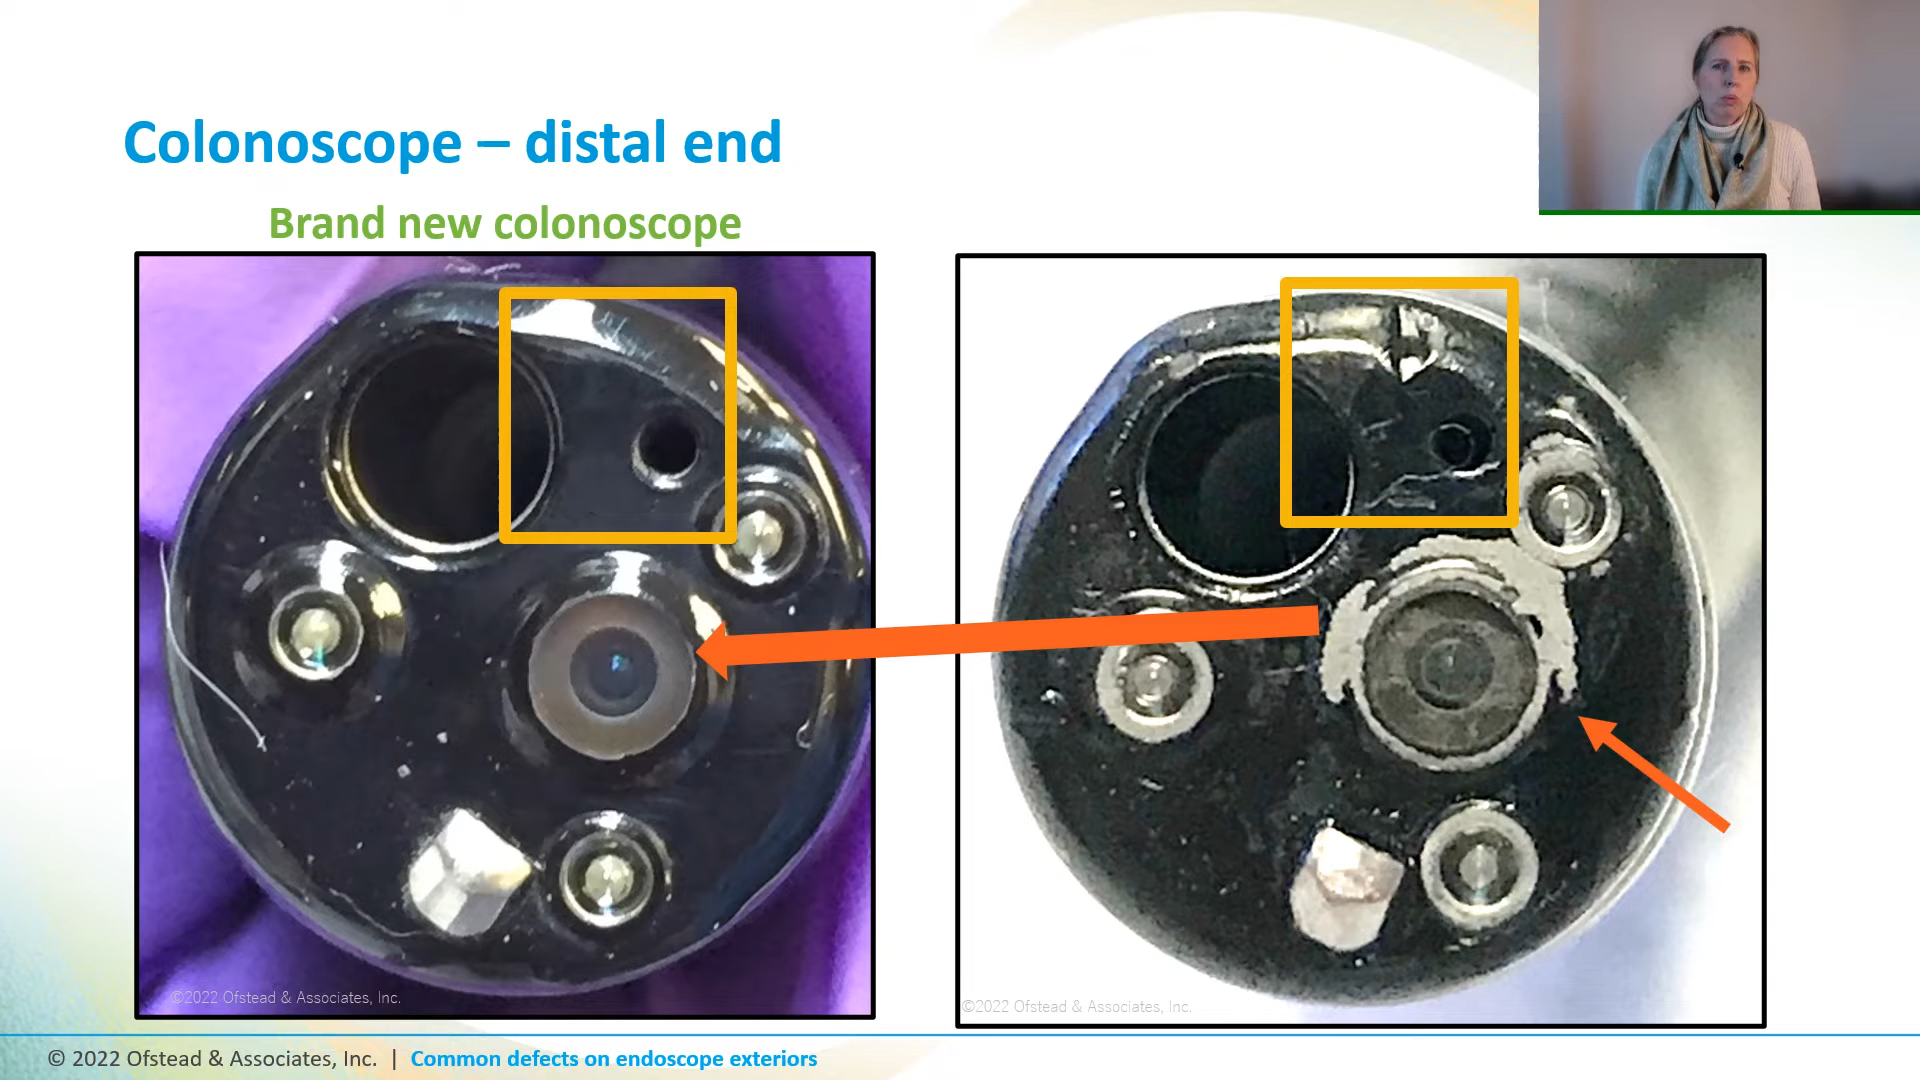 Colonoscope – distal end
Brand new colonoscope
©2022 Ofstead & Associates, Inc.
©2022 Ofstead & Associates, Inc.
© 2022 Ofstead & Associates, Inc. | Common defects on endoscope exteriors